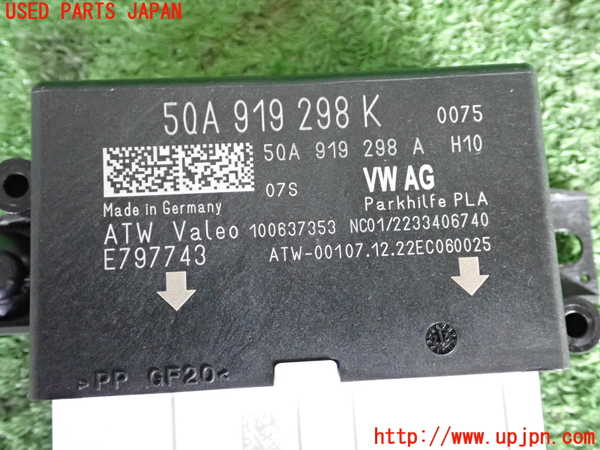 USED PARTS JAPAN
5QA 919 298 K 0075
5QA 919 298 A H10
07S VW AG
Made in Germany Parkhilfe PLA
ATW Valeo 100637353 NC01/2233406740
E797743 ATW-00107.12.22EC060025
>PP GF20<
http://www.upjpn.com